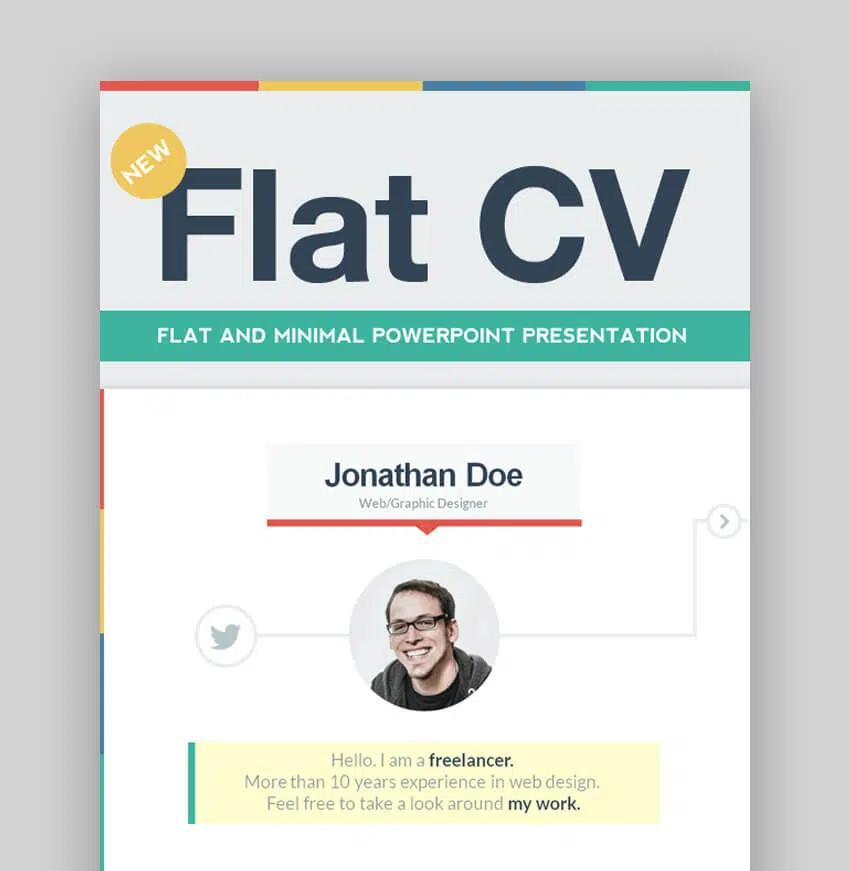 NEW
Flat CV
FLAT AND MINIMAL POWERPOINT PRESENTATION
Jonathan Doe
Web/Graphic Designer
Hello. I am a freelancer.
More than 10 years experience in web design.
Feel free to take a look around my work.